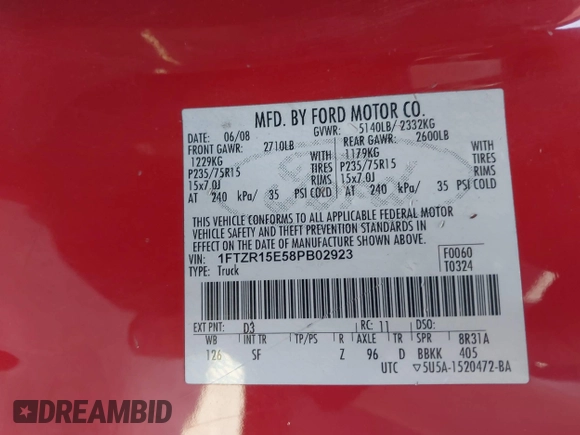 MFD. BY FORD MOTOR CO.
DATE: 06/08 GVWR: 5140LB/ 2332KG
FRONT GAWR: 2710LB REAR GAWR: 2600LB
1229KG WITH 1179KG WITH
P235/75R15 TIRES P235/75R15 TIRES
15x7.0J RIMS 15x7.0J RIMS
AT 240 kPa/ 35 PSI COLD AT 240 kPa/ 35 PSI COLD
THIS VEHICLE CONFORMS TO ALL APPLICABLE FEDERAL MOTOR
VEHICLE SAFETY AND THEFT PREVENTION STANDARDS IN
EFFECT ON THE DATE OF MANUFACTURE SHOWN ABOVE.
VIN: 1FTZR15E58PB02923 F0060
TYPE: Truck T0324
EXT PNT: D3 RC: 11 DSO:
WB INT TR TP/PS R AXLE TR SPR 8R31A
126 SF Z 96 D BBKK 405
UTC ▽5U5A-1520472-BA
Ford
DREAMBID